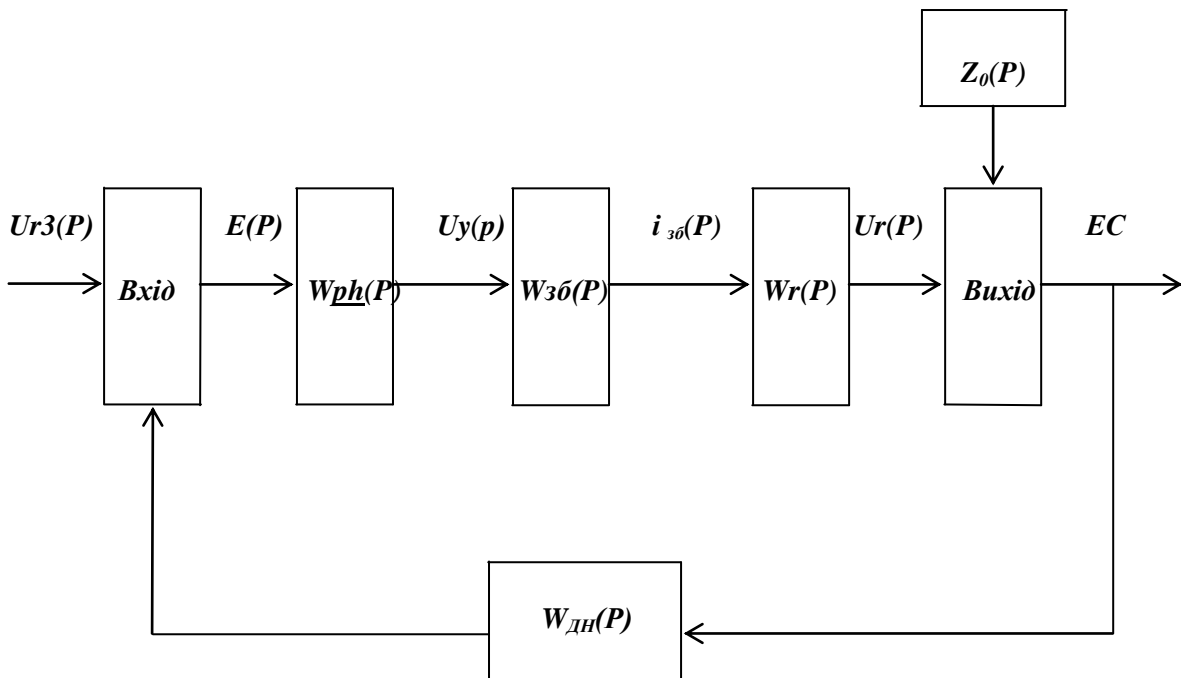 Z₀(P)
Ur3(P)
E(P)
Uy(p)
i зб(P)
Ur(P)
EC
Вхід
Wph(P)
Wзб(P)
Wr(P)
Вихід
WДН(P)